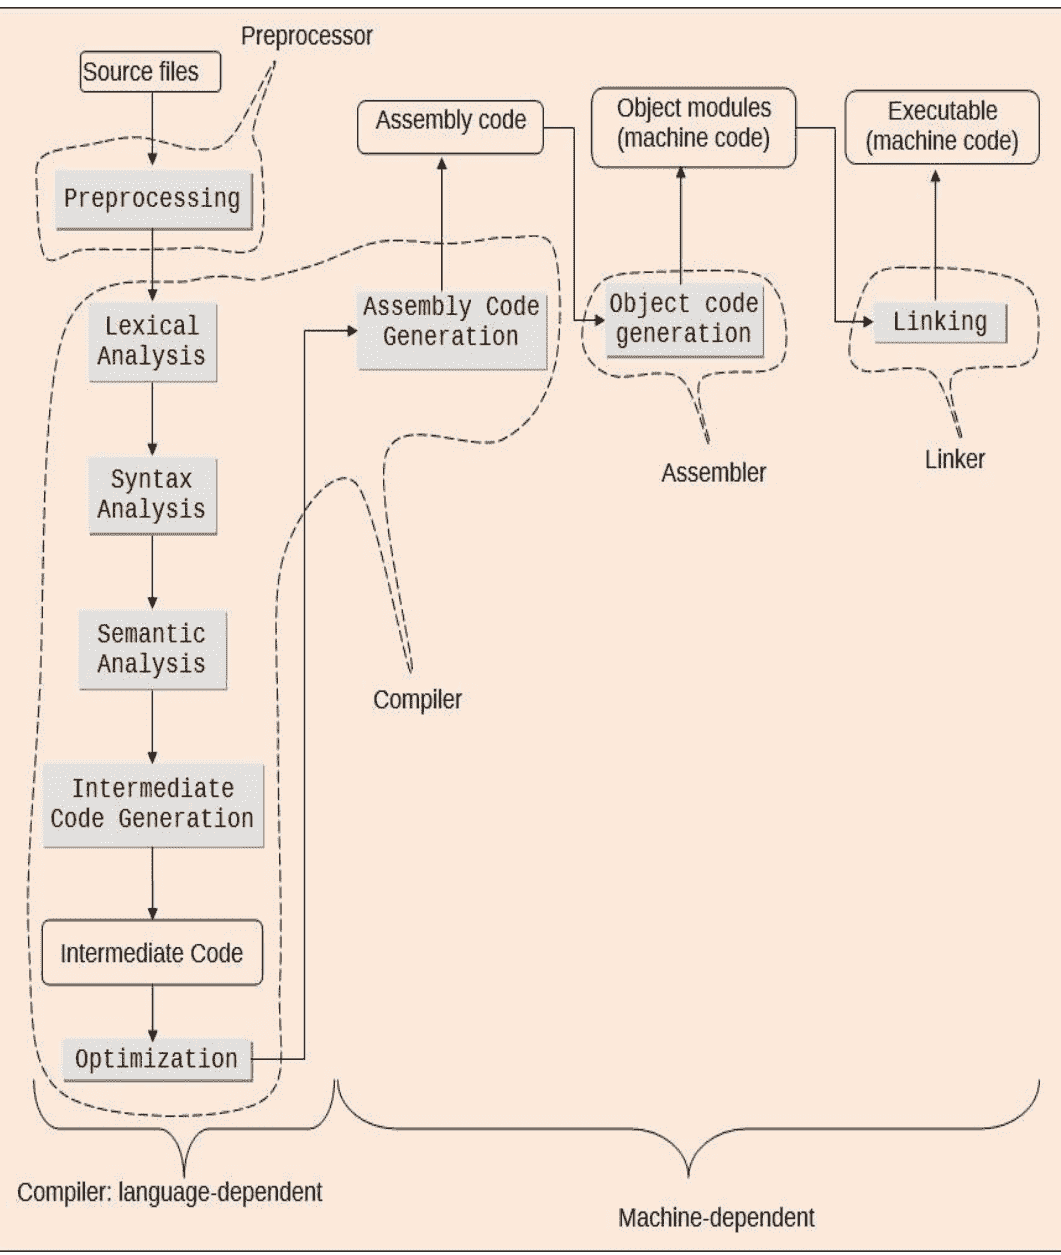 Preprocessor
Source files
Preprocessing
Lexical
Analysis
Syntax
Analysis
Semantic
Analysis
Intermediate
Code Generation
Intermediate Code
Optimization
Assembly code
Assembly Code
Generation
Compiler
Object modules
(machine code)
Object code
generation
Assembler
Executable
(machine code)
Linking
Linker
Compiler: language-dependent
Machine-dependent